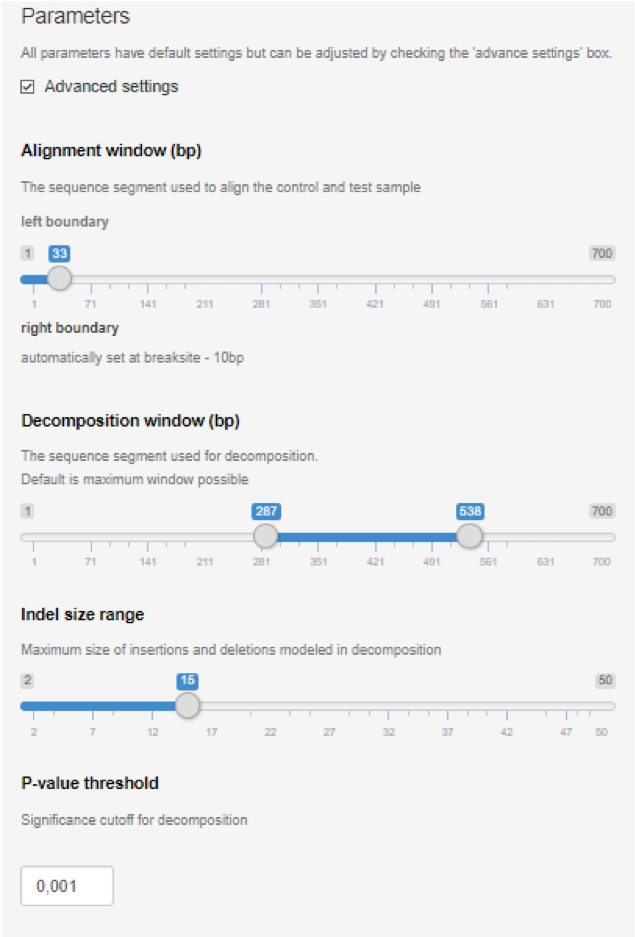 Parameters
All parameters have default settings but can be adjusted by checking the 'advance settings' box.
Advanced settings
Alignment window (bp)
The sequence segment used to align the control and test sample
left boundary
1 33 700
1 71 141 211 281 351 421 491 561 631 700
right boundary
automatically set at breaksite - 10bp
Decomposition window (bp)
The sequence segment used for decomposition.
Default is maximum window possible
1 287 538 700
1 71 141 211 281 351 421 491 561 631 700
Indel size range
Maximum size of insertions and deletions modeled in decomposition
2 15 50
2 7 12 17 22 27 32 37 42 47 50
P-value threshold
Significance cutoff for decomposition
0,001